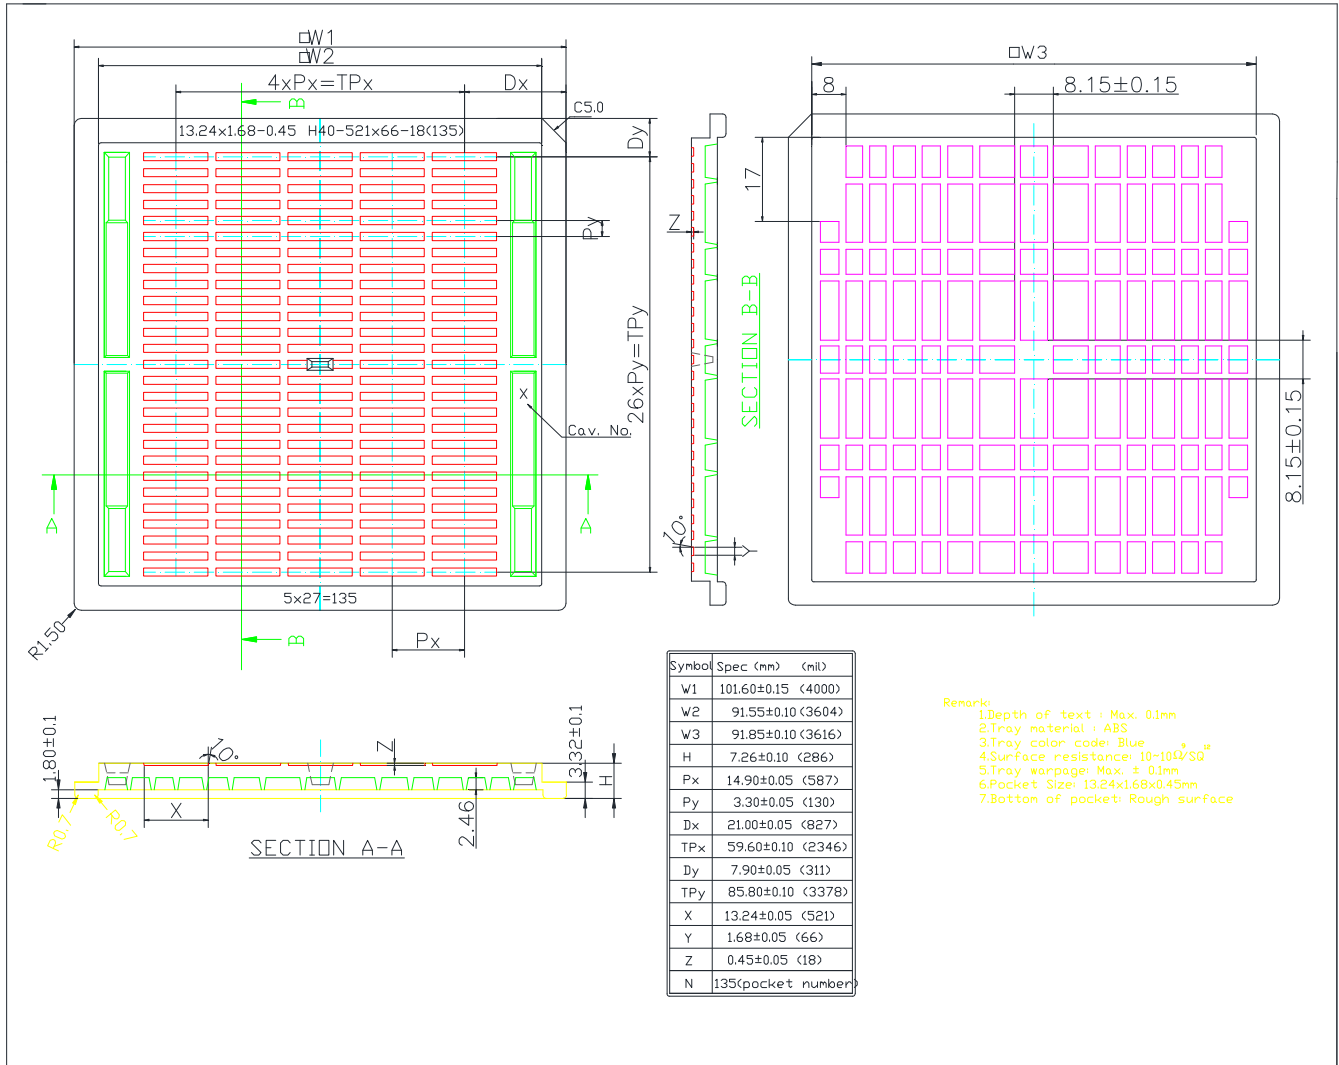 □W1
□W2
4xPx=TPx
Dx
B
C5.0
13.24x1.68-0.45 H40-521x66-18(135)
Dy
Py
26xPy=TPy
x
Cav. No.
A
A
5x27=135
R1.50
B
Px
Z
SECTION B-B
10°
Y
□W3
8
8.15±0.15
17
8.15±0.15
1.80±0.1
10°
Z
3.32±0.1
H
X
2.46
R0.7
R0.7
SECTION A-A
Symbol Spec (mm) (mil)
W1 101.60±0.15 (4000)
W2 91.55±0.10 (3604)
W3 91.85±0.10 (3616)
H 7.26±0.10 (286)
Px 14.90±0.05 (587)
Py 3.30±0.05 (130)
Dx 21.00±0.05 (827)
TPx 59.60±0.10 (2346)
Dy 7.90±0.05 (311)
TPy 85.80±0.10 (3378)
X 13.24±0.05 (521)
Y 1.68±0.05 (66)
Z 0.45±0.05 (18)
N 135(pocket number)
Remark:
1.Depth of text : Max. 0.1mm
2.Tray material : ABS
3.Tray color code: Blue
4.Surface resistance:
5.Tray warpage: Max. ± 0.1mm
6.Pocket Size: 13.24x1.68x0.45mm
7.Bottom of pocket: Rough surface